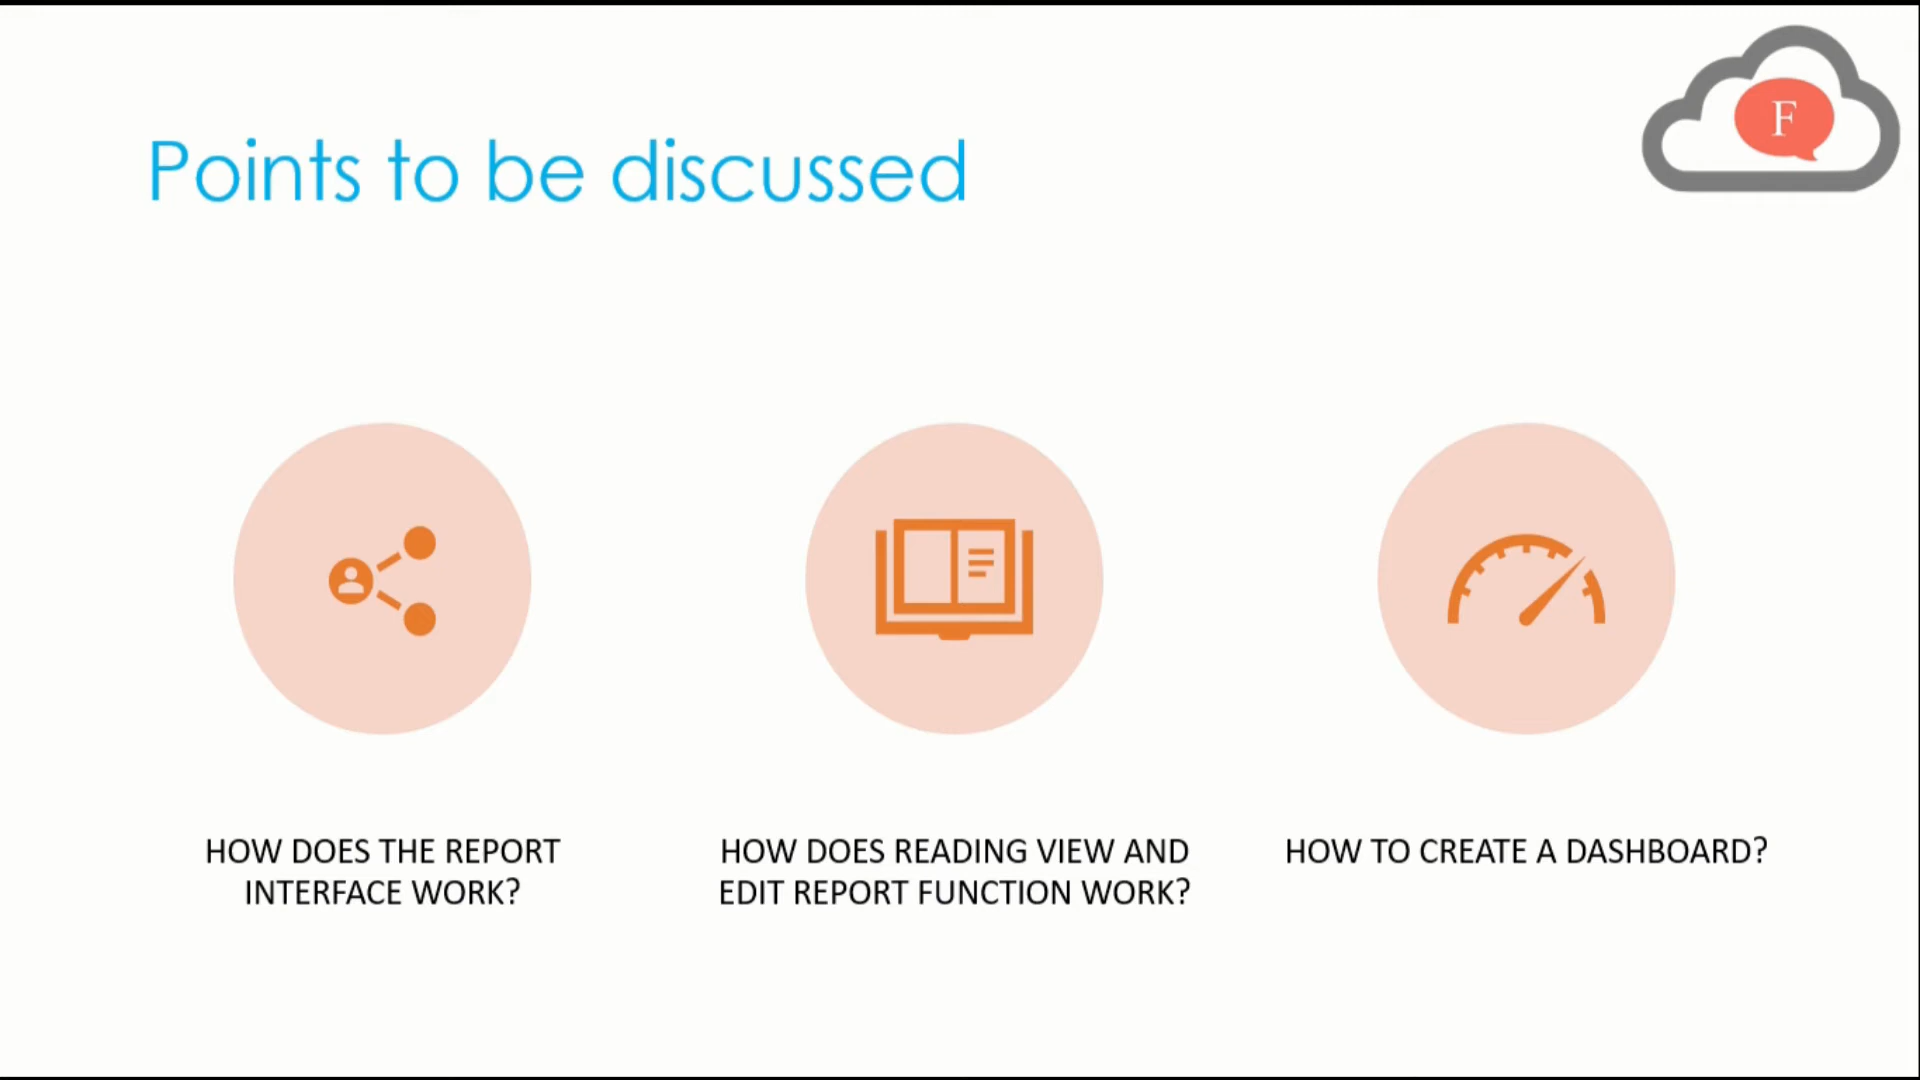 F
Points to be discussed
HOW DOES THE REPORT
INTERFACE WORK?
HOW DOES READING VIEW AND
EDIT REPORT FUNCTION WORK?
HOW TO CREATE A DASHBOARD?